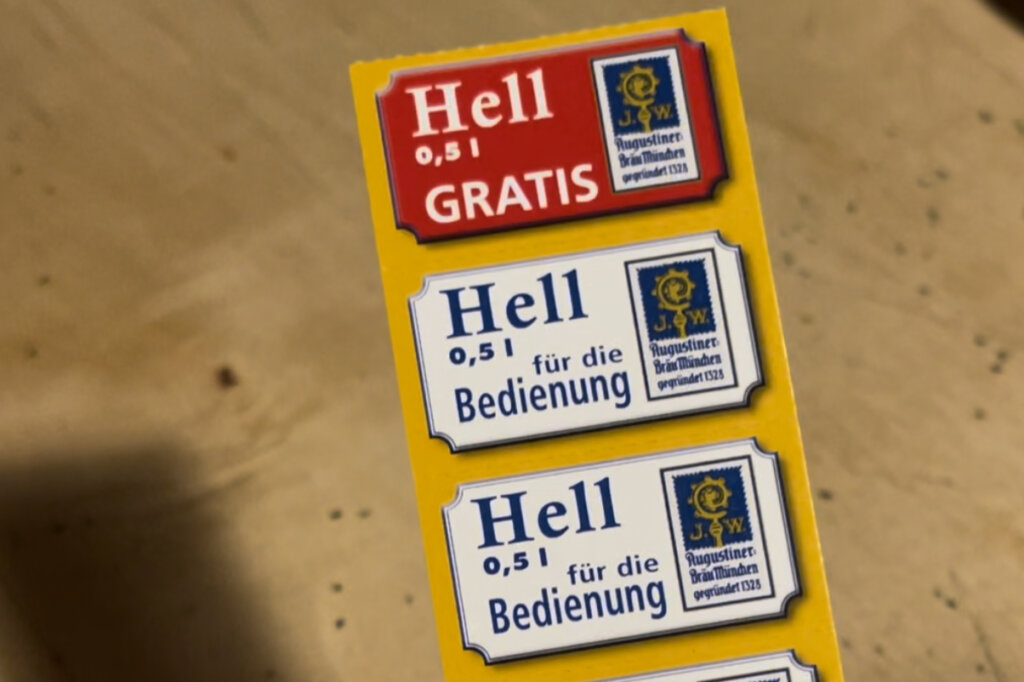 Hell
0,5 l
GRATIS
J. W.
Augustiner-
Bräu München
gegründet 1328
Hell
0,5 l
für die
Bedienung
J. W.
Augustiner-
Bräu München
gegründet 1328
Hell
0,5 l
für die
Bedienung
J. W.
Augustiner-
Bräu München
gegründet 1328